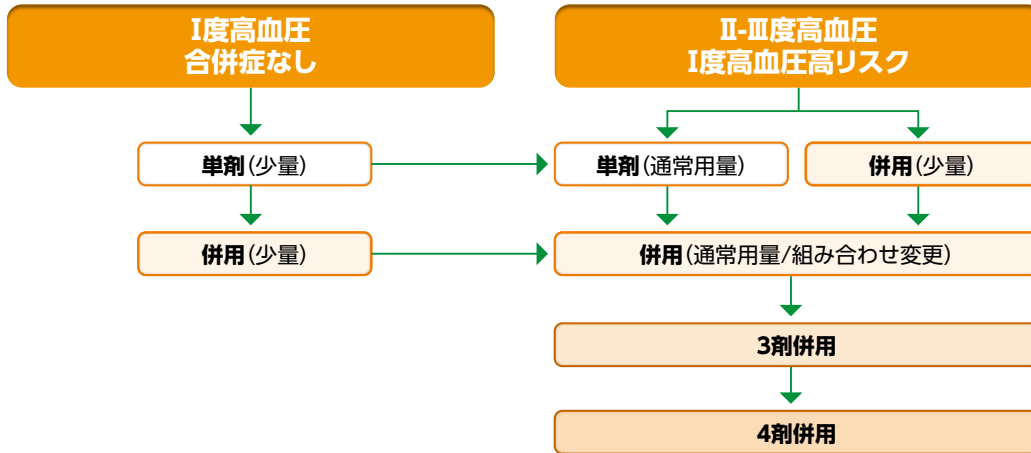 I度高血圧
合併症なし
II-III度高血圧
I度高血圧高リスク
単剤(少量)
単剤(通常用量)
併用(少量)
併用(少量)
併用(通常用量/組み合わせ変更)
3剤併用
4剤併用